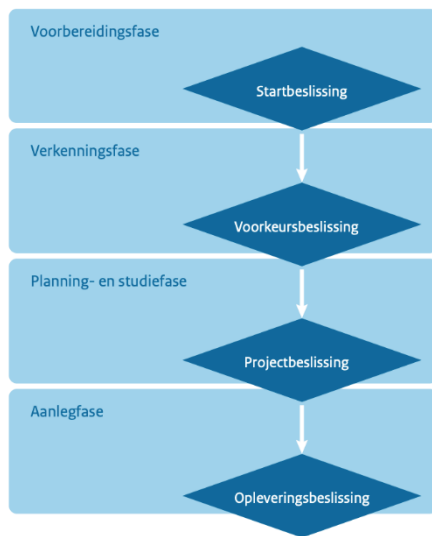 Voorbereidingsfase
Startbeslissing
Verkenningsfase
Voorkeursbeslissing
Planning- en studiefase
Projectbeslissing
Aanlegfase
Opleveringsbeslissing